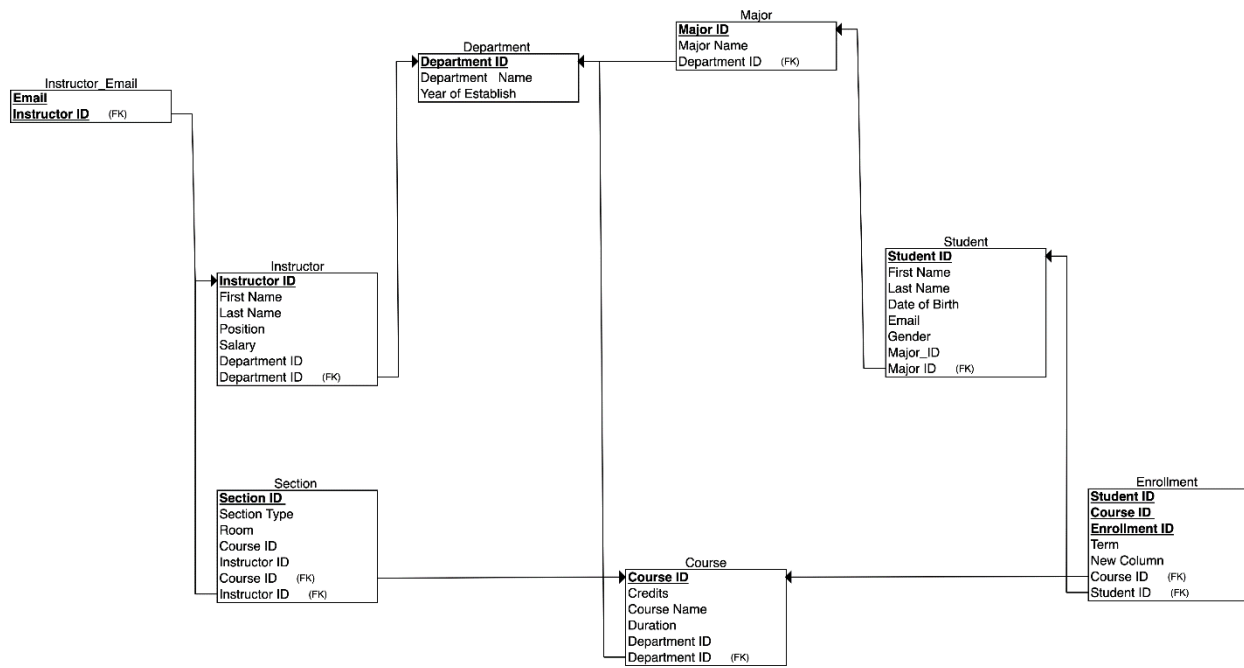 Major
Major ID
Major Name
Department ID (FK)
Department
Department ID
Department Name
Year of Establish
Instructor_Email
Email
Instructor ID (FK)
Instructor
Instructor ID
First Name
Last Name
Position
Salary
Department ID
Department ID (FK)
Student
Student ID
First Name
Last Name
Date of Birth
Email
Gender
Major_ID
Major ID (FK)
Section
Section ID
Section Type
Room
Course ID
Instructor ID
Course ID (FK)
Instructor ID (FK)
Course
Course ID
Credits
Course Name
Duration
Department ID
Department ID (FK)
Enrollment
Student ID
Course ID
Enrollment ID
Term
New Column
Course ID (FK)
Student ID (FK)